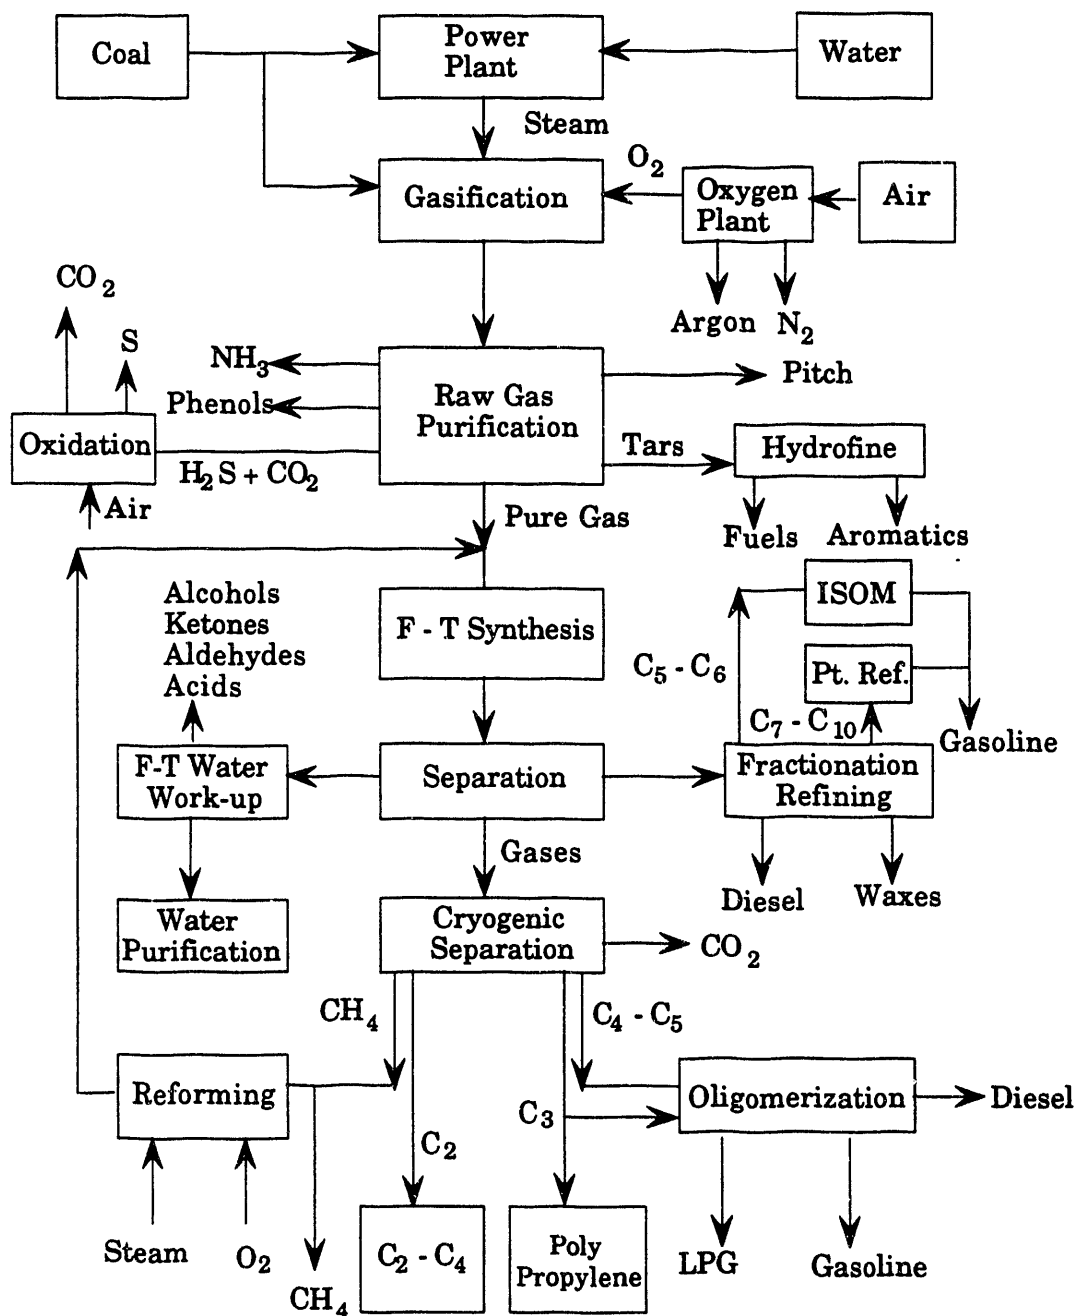 Coal
Power
Plant
Water
Steam
O2
Gasification
Oxygen
Plant
Air
Argon
N2
CO2
S
NH3
Phenols
Raw Gas
Purification
Pitch
Oxidation
H2S + CO2
Air
Tars
Hydrofine
Pure Gas
Fuels
Aromatics
Alcohols
Ketones
Aldehydes
Acids
F - T Synthesis
ISOM
C5 - C6
Pt. Ref.
C7 - C10
Gasoline
F-T Water
Work-up
Separation
Fractionation
Refining
Gases
Diesel
Waxes
Water
Purification
Cryogenic
Separation
CO2
CH4
C4 - C5
Reforming
C3
Oligomerization
Diesel
C2
Steam
O2
CH4
C2 - C4
Poly
Propylene
LPG
Gasoline